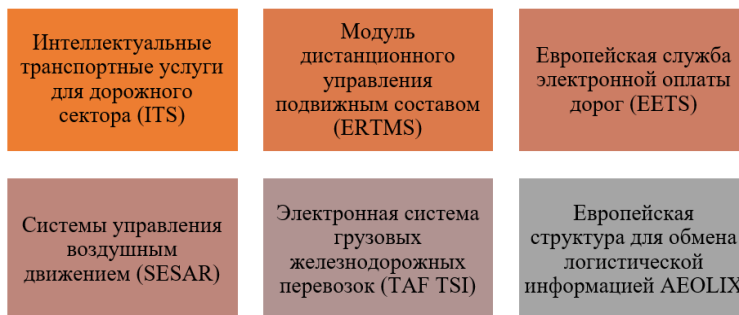 Интеллектуальные
транспортные услуги
для дорожного
сектора (ITS)
Модуль
дистанционного
управления
подвижным составом
(ERTMS)
Европейская служба
электронной оплаты
дорог (EETS)
Системы управления
воздушным
движением (SESAR)
Электронная система
грузовых
железнодорожных
перевозок (TAF TSI)
Европейская
структура для обмена
логистической
информацией AEOLIX